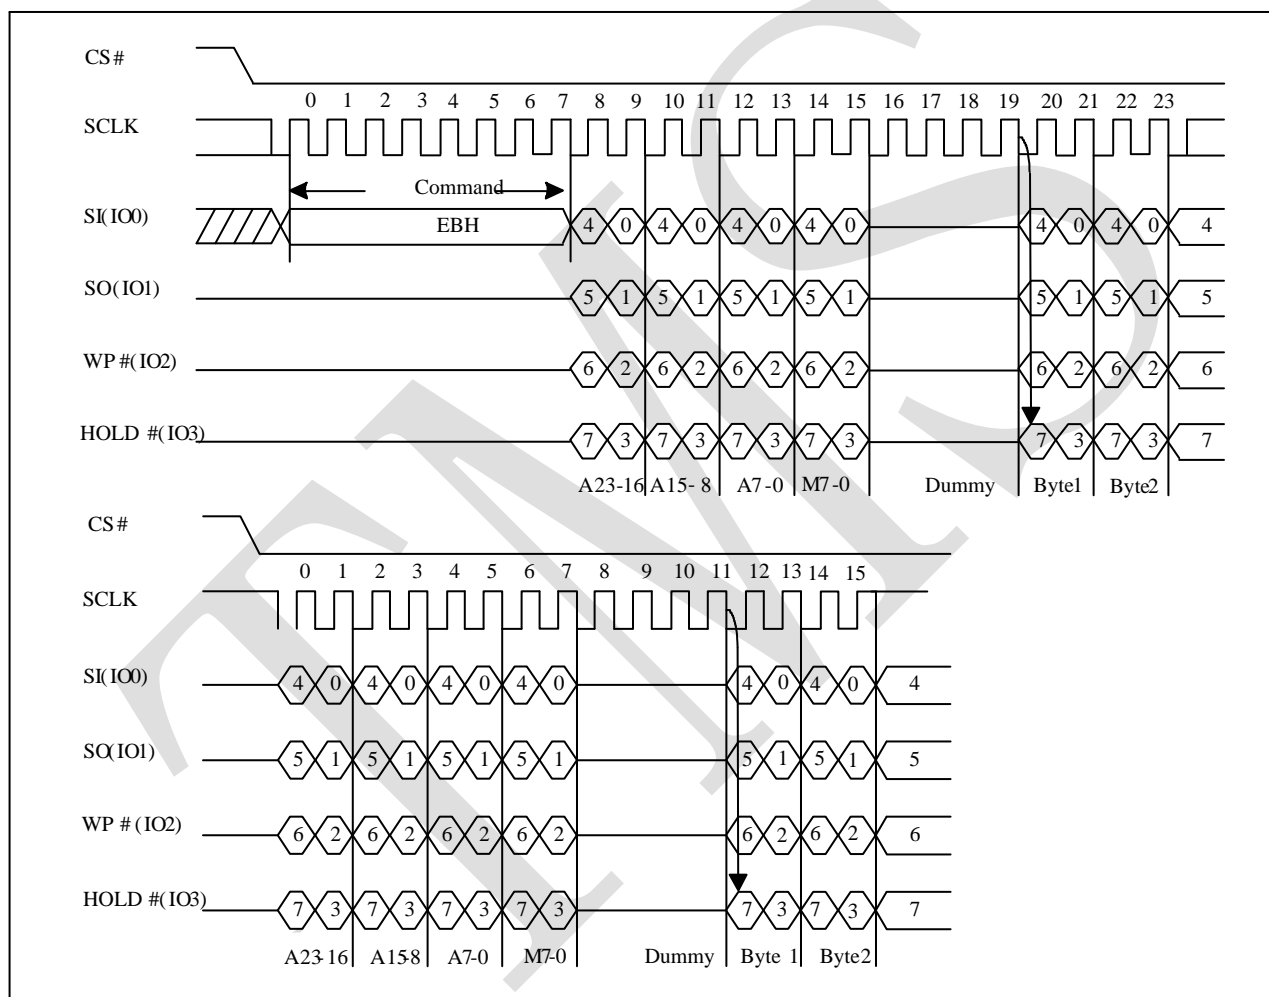 CS#
0 1 2 3 4 5 6 7 8 9 10 11 12 13 14 15 16 17 18 19 20 21 22 23
SCLK
Command
SI(IO0) EBH 4 0 4 0 4 0 4 0 4 0 4 0 4
SO(IO1) 5 1 5 1 5 1 5 1 5 1 5 1 5
WP #(IO2) 6 2 6 2 6 2 6 2 6 2 6 2 6
HOLD #(IO3) 7 3 7 3 7 3 7 3 7 3 7 3 7
A23-16 A15-8 A7-0 M7-0 Dummy Byte1 Byte2
CS#
0 1 2 3 4 5 6 7 8 9 10 11 12 13 14 15
SCLK
SI(IO0) 4 0 4 0 4 0 4 0 4 0 4 0 4
SO(IO1) 5 1 5 1 5 1 5 1 5 1 5 1 5
WP #(IO2) 6 2 6 2 6 2 6 2 6 2 6 2 6
HOLD #(IO3) 7 3 7 3 7 3 7 3 7 3 7 3 7
A23-16 A15-8 A7-0 M7-0 Dummy Byte 1 Byte2
TMS